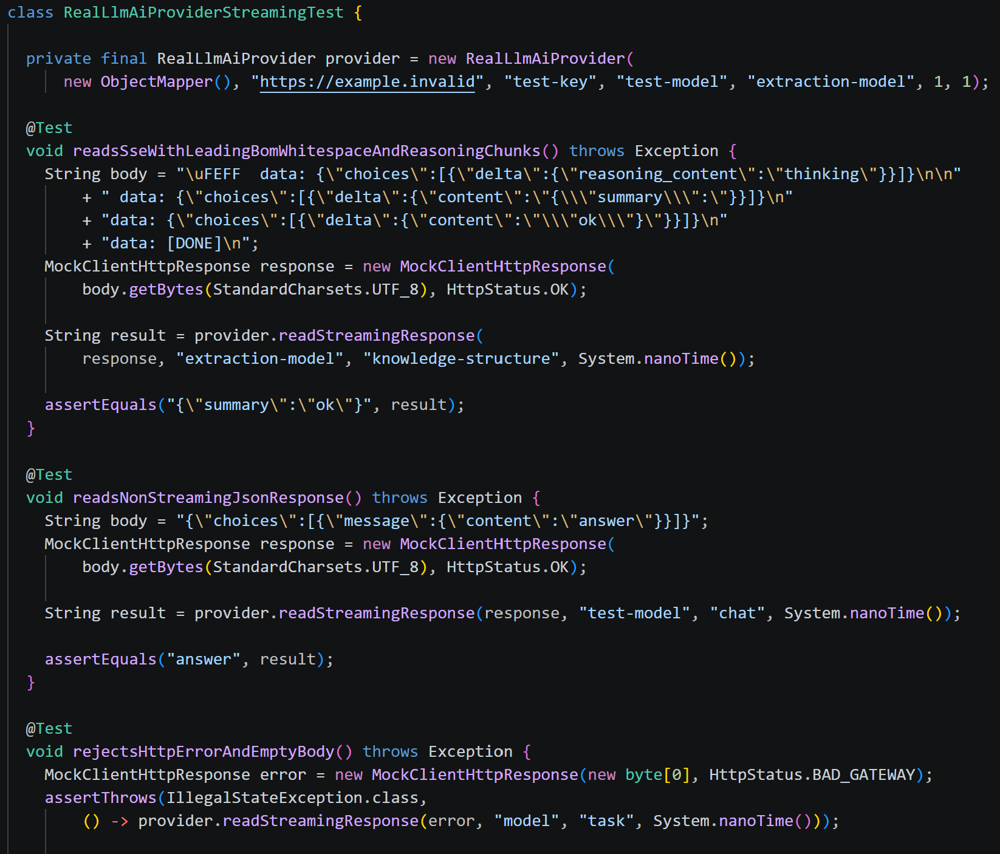 class RealLlmAiProviderStreamingTest {
private final RealLlmAiProvider provider = new RealLlmAiProvider(
new ObjectMapper(), "https://example.invalid", "test-key", "test-model", "extraction-model", 1, 1);
@Test
void readsSseWithLeadingBomWhitespaceAndReasoningChunks() throws Exception {
String body = "\uFEFF  data: {\"choices\":[{\"delta\":{\"reasoning_content\":\"thinking\"}}]}\n\n"
+ " data: {\"choices\":[{\"delta\":{\"content\":\"{\\\"summary\\\":\"}}]}\n"
+ "data: {\"choices\":[{\"delta\":{\"content\":\"\\\"ok\\\"}\"}}]}\n"
+ "data: [DONE]\n";
MockClientHttpResponse response = new MockClientHttpResponse(
body.getBytes(StandardCharsets.UTF_8), HttpStatus.OK);
String result = provider.readStreamingResponse(
response, "extraction-model", "knowledge-structure", System.nanoTime());
assertEquals("{\"summary\":\"ok\"}", result);
}
@Test
void readsNonStreamingJsonResponse() throws Exception {
String body = "{\"choices\":[{\"message\":{\"content\":\"answer\"}}]}";
MockClientHttpResponse response = new MockClientHttpResponse(
body.getBytes(StandardCharsets.UTF_8), HttpStatus.OK);
String result = provider.readStreamingResponse(response, "test-model", "chat", System.nanoTime());
assertEquals("answer", result);
}
@Test
void rejectsHttpErrorAndEmptyBody() throws Exception {
MockClientHttpResponse error = new MockClientHttpResponse(new byte[0], HttpStatus.BAD_GATEWAY);
assertThrows(IllegalStateException.class,
() -> provider.readStreamingResponse(error, "model", "task", System.nanoTime()));